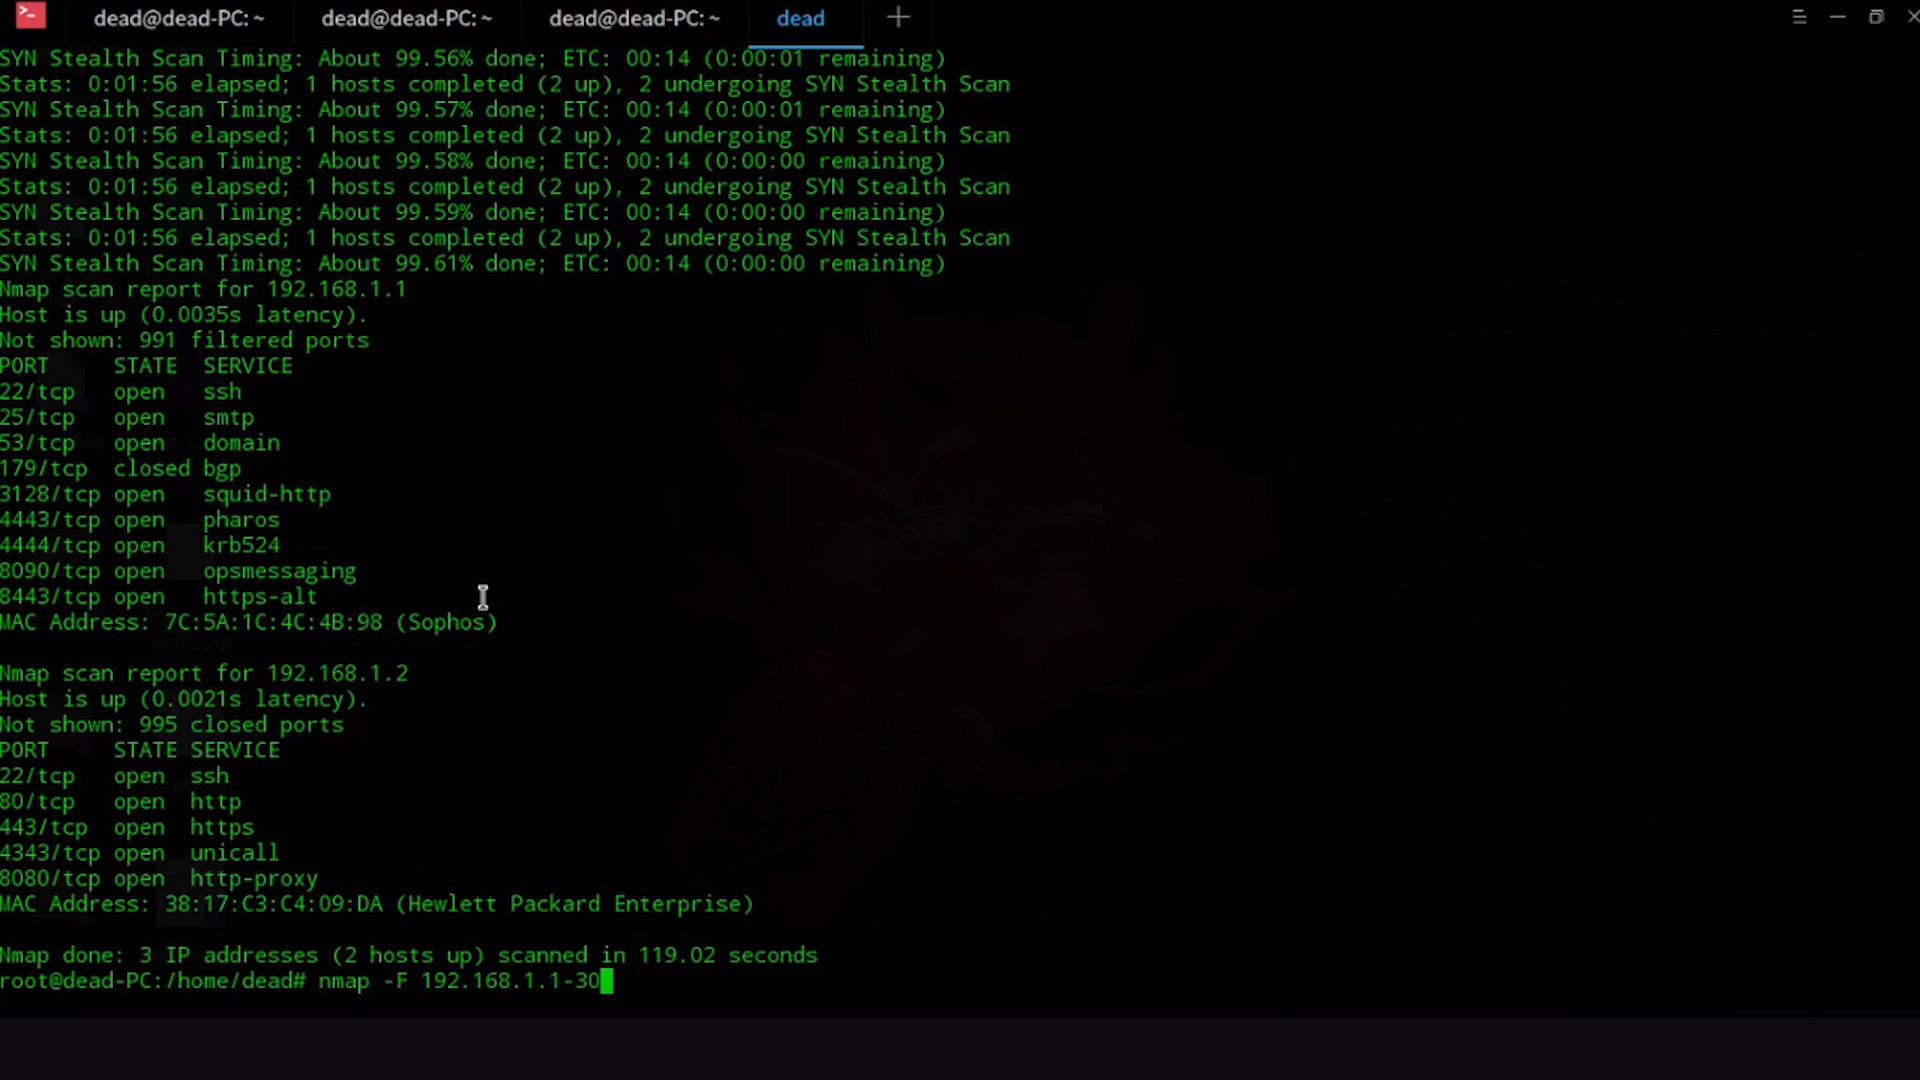 dead@dead-PC: ~ dead@dead-PC: ~ dead@dead-PC: ~ dead
SYN Stealth Scan Timing: About 99.56% done; ETC: 00:14 (0:00:01 remaining)
Stats: 0:01:56 elapsed; 1 hosts completed (2 up), 2 undergoing SYN Stealth Scan
SYN Stealth Scan Timing: About 99.57% done; ETC: 00:14 (0:00:01 remaining)
Stats: 0:01:56 elapsed; 1 hosts completed (2 up), 2 undergoing SYN Stealth Scan
SYN Stealth Scan Timing: About 99.58% done; ETC: 00:14 (0:00:00 remaining)
Stats: 0:01:56 elapsed; 1 hosts completed (2 up), 2 undergoing SYN Stealth Scan
SYN Stealth Scan Timing: About 99.59% done; ETC: 00:14 (0:00:00 remaining)
Stats: 0:01:56 elapsed; 1 hosts completed (2 up), 2 undergoing SYN Stealth Scan
SYN Stealth Scan Timing: About 99.61% done; ETC: 00:14 (0:00:00 remaining)
Nmap scan report for 192.168.1.1
Host is up (0.0035s latency).
Not shown: 991 filtered ports
PORT STATE SERVICE
22/tcp open ssh
25/tcp open smtp
53/tcp open domain
179/tcp closed bgp
3128/tcp open squid-http
4443/tcp open pharos
4444/tcp open krb524
8090/tcp open opsmessaging
8443/tcp open https-alt
MAC Address: 7C:5A:1C:4C:4B:98 (Sophos)
Nmap scan report for 192.168.1.2
Host is up (0.0021s latency).
Not shown: 995 closed ports
PORT STATE SERVICE
22/tcp open ssh
80/tcp open http
443/tcp open https
4343/tcp open unicall
8080/tcp open http-proxy
MAC Address: 38:17:C3:C4:09:DA (Hewlett Packard Enterprise)
Nmap done: 3 IP addresses (2 hosts up) scanned in 119.02 seconds
root@dead-PC:/home/dead# nmap -F 192.168.1.1-30